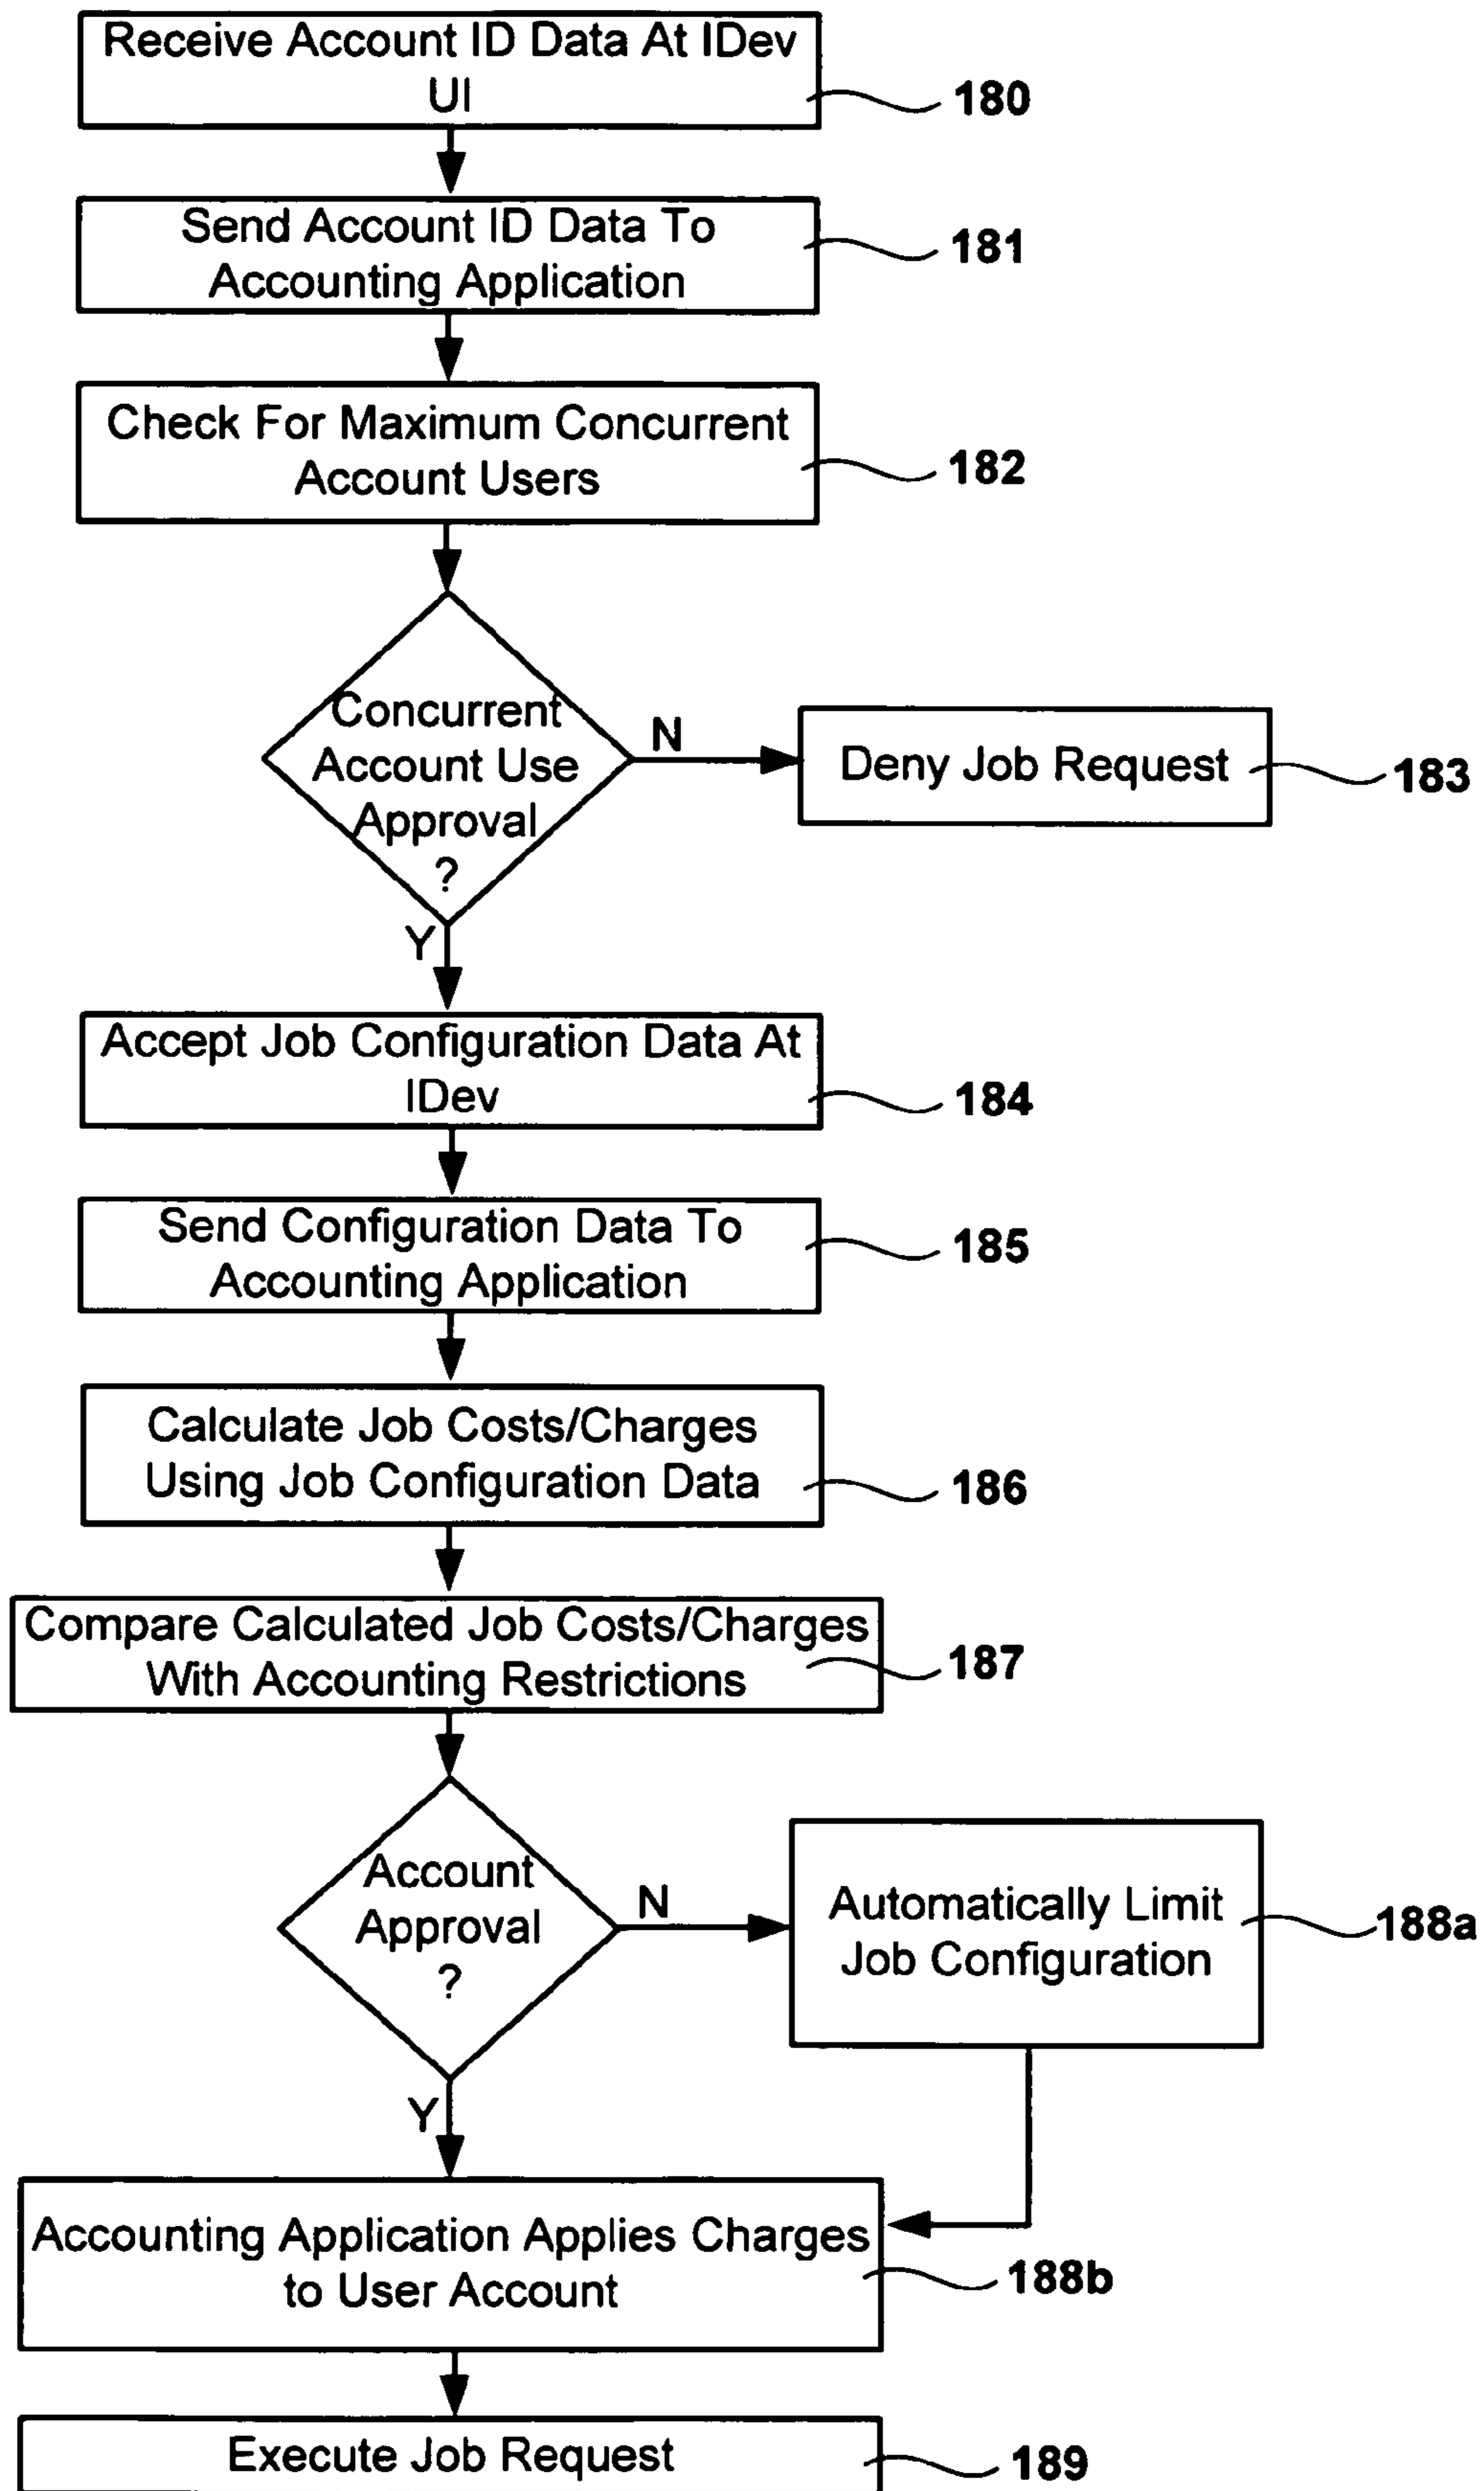 Receive Account ID Data At IDev
UI
180
Send Account ID Data To
Accounting Application
181
Check For Maximum Concurrent
Account Users
182
Concurrent
Account Use
Approval
?
N
Deny Job Request
183
Y
Accept Job Configuration Data At
IDev
184
Send Configuration Data To
Accounting Application
185
Calculate Job Costs/Charges
Using Job Configuration Data
186
Compare Calculated Job Costs/Charges
With Accounting Restrictions
187
Account
Approval
?
N
Automatically Limit
Job Configuration
188a
Y
Accounting Application Applies Charges
to User Account
188b
Execute Job Request
189